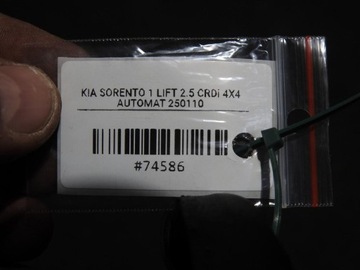 KIA SORENTO 1 LIFT 2.5 CRDi 4X4
AUTOMAT 250110
#74586